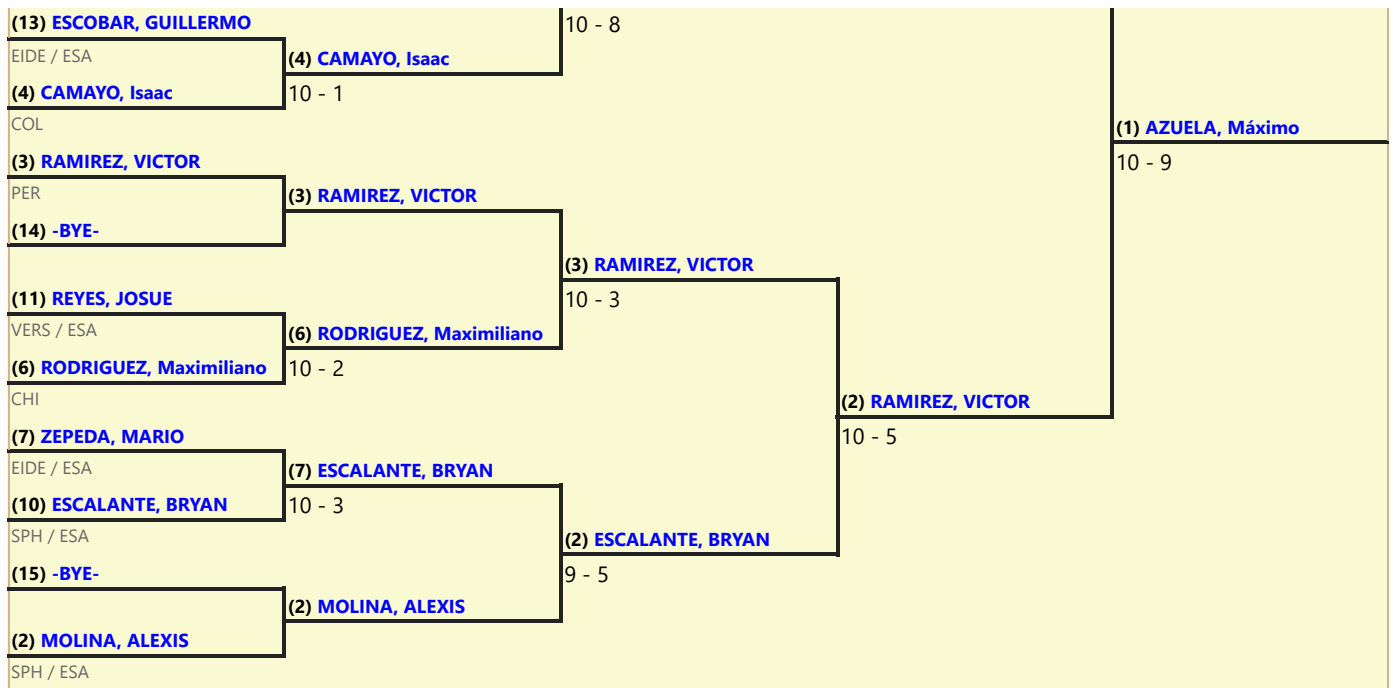 (13) ESCOBAR, GUILLERMO
EIDE / ESA
(4) CAMAYO, Isaac
COL
(3) RAMIREZ, VICTOR
PER
(14) -BYE-
(11) REYES, JOSUE
VERS / ESA
(6) RODRIGUEZ, Maximiliano
CHI
(7) ZEPEDA, MARIO
EIDE / ESA
(10) ESCALANTE, BRYAN
SPH / ESA
(15) -BYE-
(2) MOLINA, ALEXIS
SPH / ESA
(4) CAMAYO, Isaac
10 - 1
(3) RAMIREZ, VICTOR
(6) RODRIGUEZ, Maximiliano
10 - 2
(7) ESCALANTE, BRYAN
10 - 3
(2) MOLINA, ALEXIS
10 - 8
(3) RAMIREZ, VICTOR
10 - 3
(2) ESCALANTE, BRYAN
9 - 5
(2) RAMIREZ, VICTOR
10 - 5
(1) AZUELA, Máximo
10 - 9